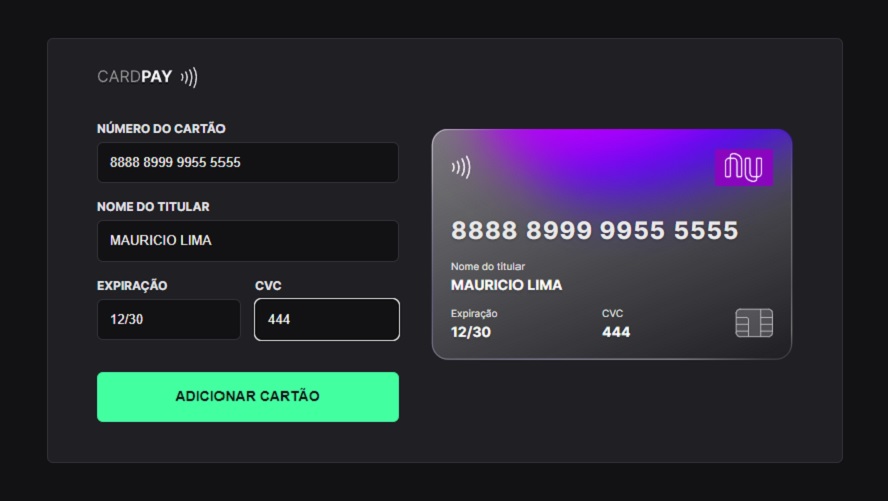 CARDPAY
NÚMERO DO CARTÃO
8888 8999 9955 5555
NOME DO TITULAR
MAURICIO LIMA
EXPIRAÇÃO CVC
12/30 444
ADICIONAR CARTÃO
nu
8888 8999 9955 5555
Nome do titular
MAURICIO LIMA
Expiração CVC
12/30 444